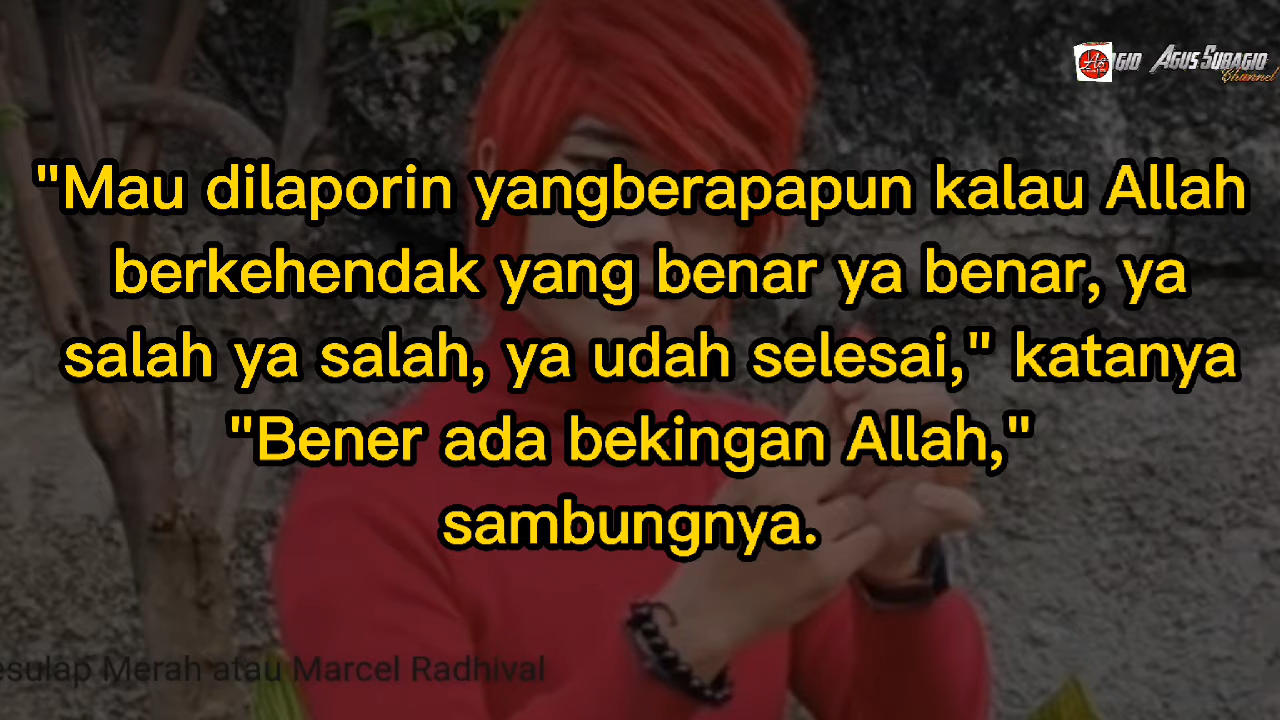 GIO AGUS SUBAGIO
Channel
"Mau dilaporin yangberapapun kalau Allah
berkehendak yang benar ya benar, ya
salah ya salah, ya udah selesai," katanya
"Bener ada bekingan Allah,"
sambungnya.
esulap Merah atau Marcel Radhival